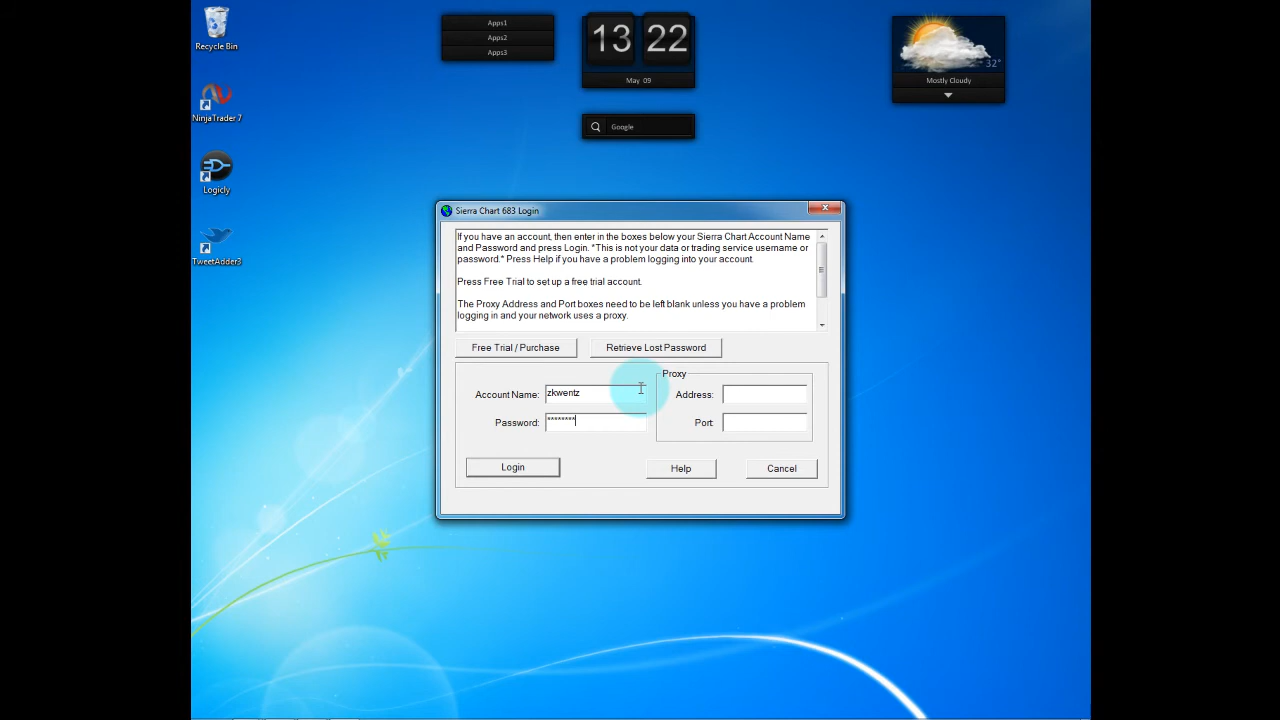 Recycle Bin
NinjaTrader 7
Logicly
TweetAdder3
Apps1
Apps2
Apps3
13 22
May 09
Google
32°
Mostly Cloudy
Sierra Chart 683 Login
If you have an account, then enter in the boxes below your Sierra Chart Account Name
and Password and press Login. *This is not your data or trading service username or
password.* Press Help if you have a problem logging into your account.
Press Free Trial to set up a free trial account.
The Proxy Address and Port boxes need to be left blank unless you have a problem
logging in and your network uses a proxy.
Free Trial / Purchase
Retrieve Lost Password
Proxy
Account Name: zkwentz
Address:
Password: ********
Port:
Login
Help
Cancel